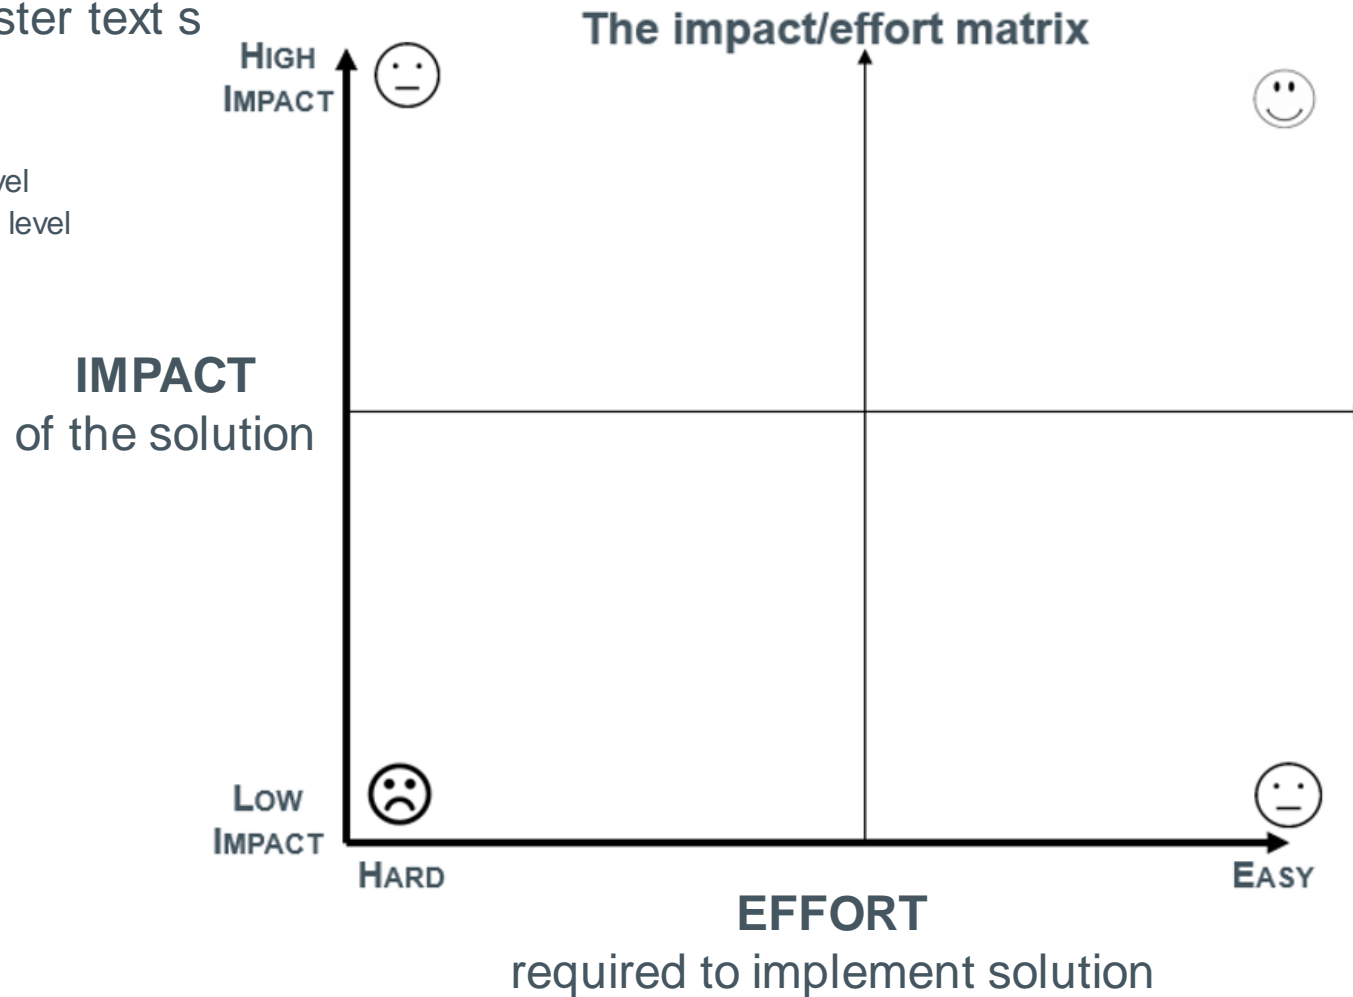 ster text s
The impact/effort matrix
HIGH
IMPACT
vel
level
IMPACT
of the solution
LOW
IMPACT
HARD
EASY
EFFORT
required to implement solution